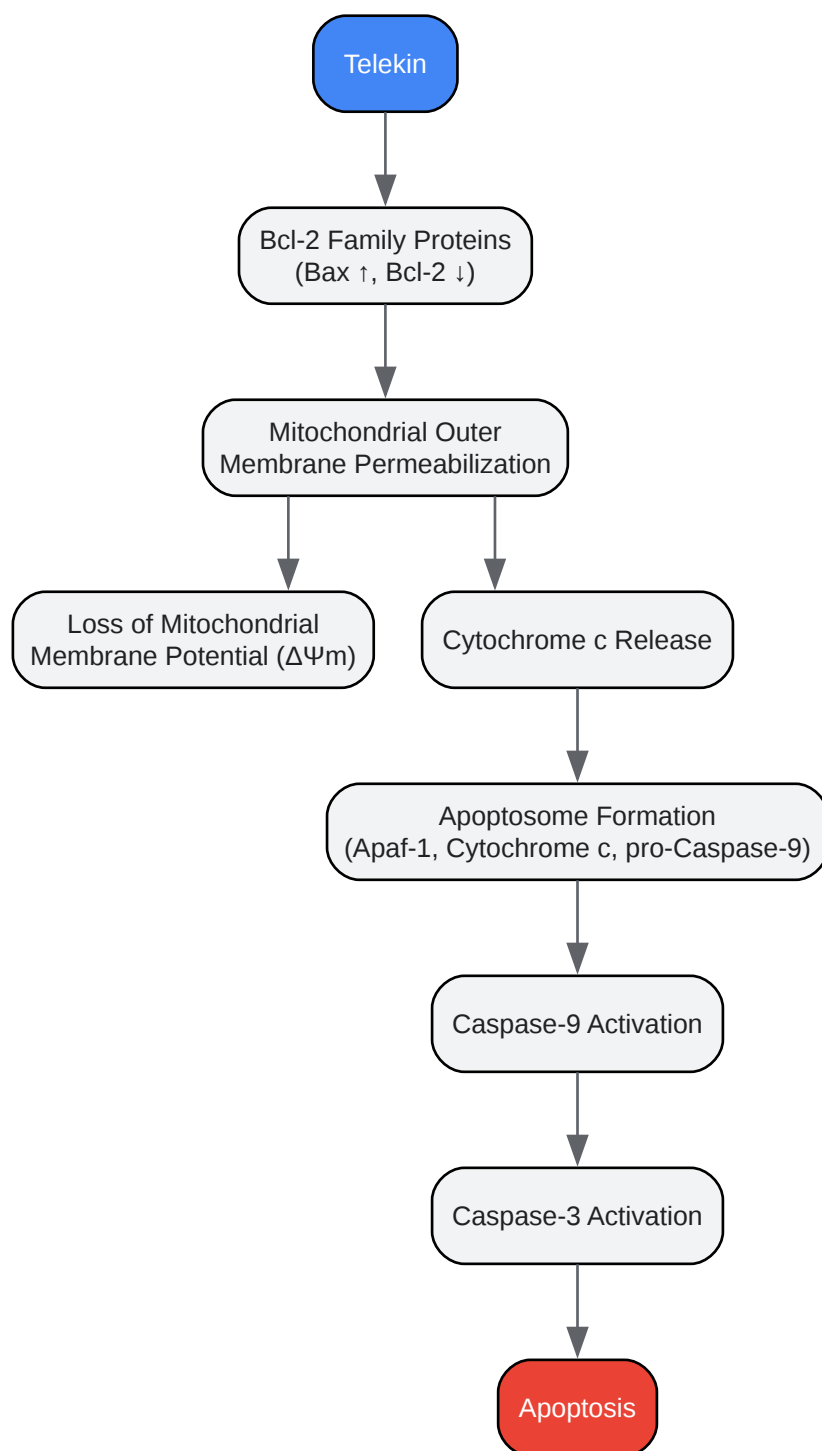 Telekin
Bcl-2 Family Proteins
(Bax ↑, Bcl-2 ↓)
Mitochondrial Outer
Membrane Permeabilization
Loss of Mitochondrial
Membrane Potential (ΔΨm)
Cytochrome c Release
Apoptosome Formation
(Apaf-1, Cytochrome c, pro-Caspase-9)
Caspase-9 Activation
Caspase-3 Activation
Apoptosis